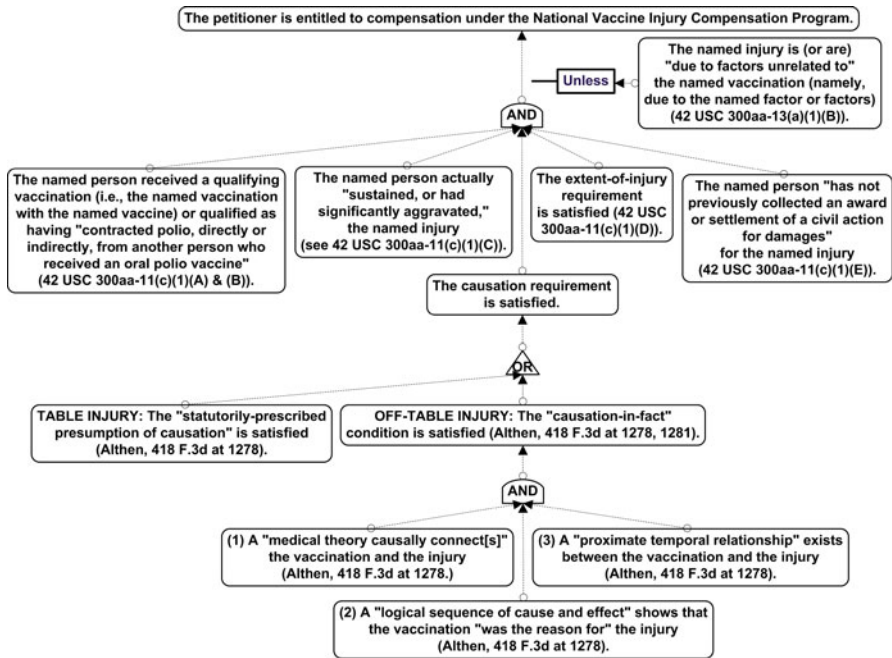 The petitioner is entitled to compensation under the National Vaccine Injury Compensation Program.
Unless
The named injury is (or are)
"due to factors unrelated to"
the named vaccination (namely,
due to the named factor or factors)
(42 USC 300aa-13(a)(1)(B)).
AND
The named person received a qualifying
vaccination (i.e., the named vaccination
with the named vaccine) or qualified as
having "contracted polio, directly or
indirectly, from another person who
received an oral polio vaccine"
(42 USC 300aa-11(c)(1)(A) & (B)).
The named person actually
"sustained, or had
significantly aggravated,"
the named injury
(see 42 USC 300aa-11(c)(1)(C)).
The extent-of-injury
requirement
is satisfied (42 USC
300aa-11(c)(1)(D)).
The named person "has not
previously collected an award
or settlement of a civil action
for damages"
for the named injury
(42 USC 300aa-11(c)(1)(E)).
The causation requirement
is satisfied.
OR
TABLE INJURY: The "statutorily-prescribed
presumption of causation" is satisfied
(Althen, 418 F.3d at 1278).
OFF-TABLE INJURY: The "causation-in-fact"
condition is satisfied (Althen, 418 F.3d at 1278, 1281).
AND
(1) A "medical theory causally connect[s]"
the vaccination and the injury
(Althen, 418 F.3d at 1278.)
(3) A "proximate temporal relationship" exists
between the vaccination and the injury
(Althen, 418 F.3d at 1278).
(2) A "logical sequence of cause and effect" shows that
the vaccination "was the reason for" the injury
(Althen, 418 F.3d at 1278).